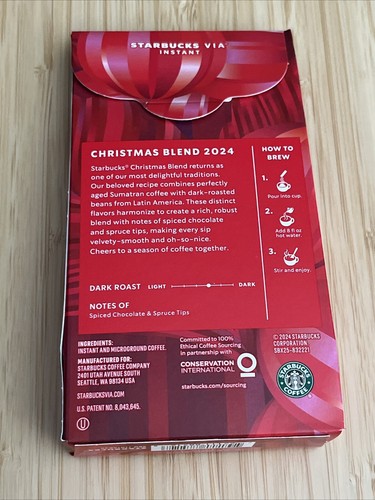 STARBUCKS VIA
INSTANT
CHRISTMAS BLEND 2024
Starbucks® Christmas Blend returns as
one of our most delightful traditions.
Our beloved recipe combines perfectly
aged Sumatran coffee with dark-roasted
beans from Latin America. These distinct
flavors harmonize to create a rich, robust
blend with notes of spiced chocolate
and spruce tips, making every sip
velvety-smooth and oh-so-nice.
Cheers to a season of coffee together.
DARK ROAST LIGHT DARK
NOTES OF
Spiced Chocolate & Spruce Tips
HOW TO
BREW
1.
Pour into cup.
2.
Add 8 fl oz
hot water.
3.
Stir and enjoy.
INGREDIENTS:
INSTANT AND MICROGROUND COFFEE.
MANUFACTURED FOR:
STARBUCKS COFFEE COMPANY
2401 UTAH AVENUE SOUTH
SEATTLE, WA 98134 USA
STARBUCKSVIA.COM
U.S. PATENT NO. 8,043,645.
U
Committed to 100%
Ethical Coffee Sourcing
in partnership with
CONSERVATION
INTERNATIONAL
starbucks.com/sourcing
© 2024 STARBUCKS
CORPORATION
SBX25-832221
STARBUCKS
COFFEE